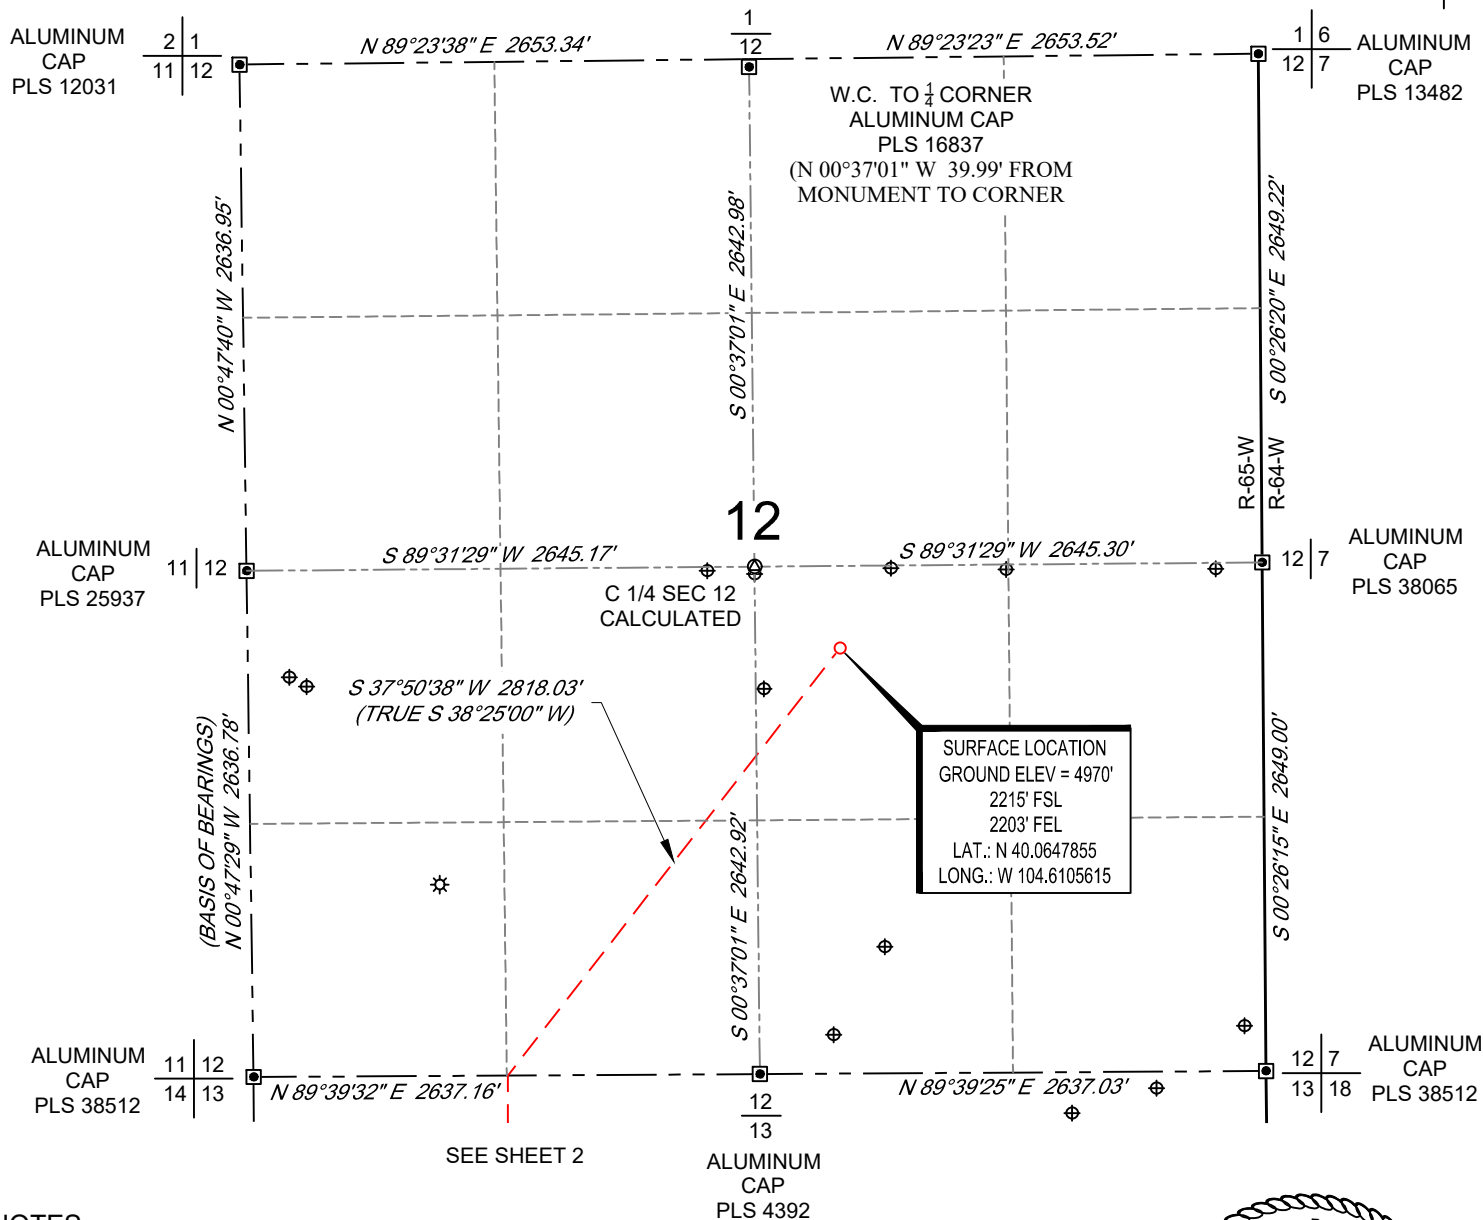 ALUMINUM
CAP
PLS 12031
2 1
11 12
N 89°23'38" E 2653.34'
1
12
N 89°23'23" E 2653.52'
1 6
12 7
ALUMINUM
CAP
PLS 13482
W.C. TO 1/4 CORNER
ALUMINUM CAP
PLS 16837
(N 00°37'01" W 39.99' FROM
MONUMENT TO CORNER
N 00°47'40" W 2636.95'
S 00°37'01" E 2642.98'
S 00°26'20" E 2649.22'
R-65-W
R-64-W
12
ALUMINUM
CAP
PLS 25937
11 12
S 89°31'29" W 2645.17'
S 89°31'29" W 2645.30'
12 7
ALUMINUM
CAP
PLS 38065
C 1/4 SEC 12
CALCULATED
S 37°50'38" W 2818.03'
(TRUE S 38°25'00" W)
(BASIS OF BEARINGS)
N 00°47'29" W 2636.78'
S 00°37'01" E 2642.92'
SURFACE LOCATION
GROUND ELEV = 4970'
2215' FSL
2203' FEL
LAT.: N 40.0647855
LONG.: W 104.6105615
S 00°26'15" E 2649.00'
ALUMINUM
CAP
PLS 38512
11 12
14 13
N 89°39'32" E 2637.16'
12
13
N 89°39'25" E 2637.03'
12 7
13 18
ALUMINUM
CAP
PLS 38512
SEE SHEET 2
ALUMINUM
CAP
PLS 4392